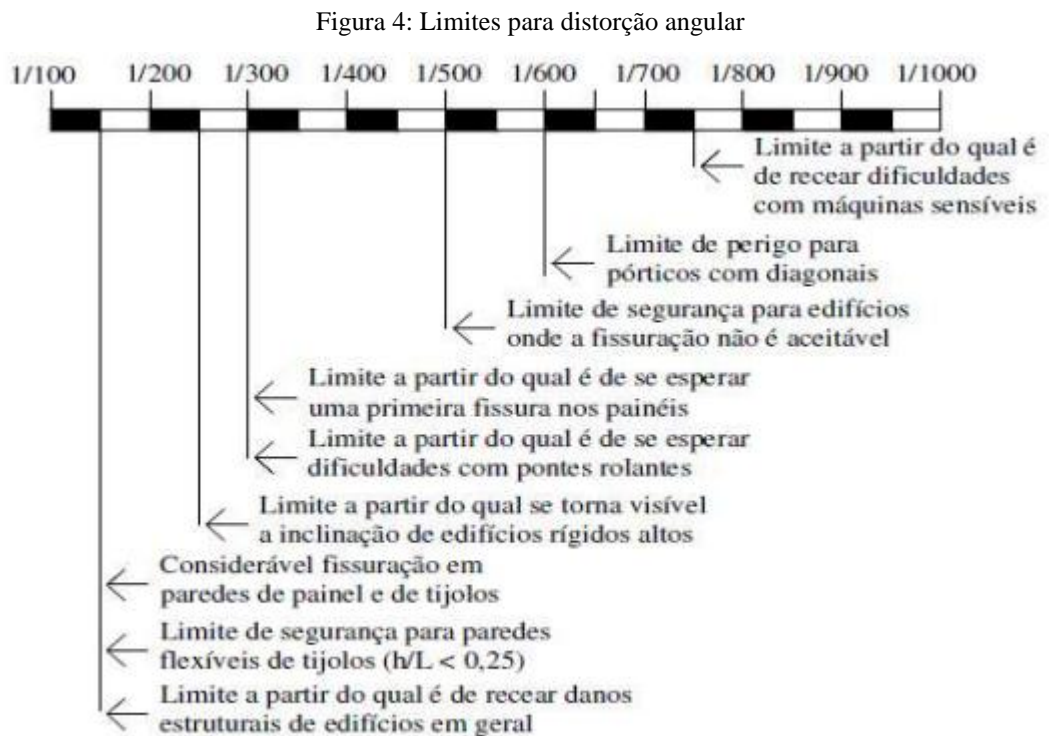 Figura 4: Limites para distorção angular
1/100 1/200 1/300 1/400 1/500 1/600 1/700 1/800 1/900 1/1000
Limite a partir do qual é
de recear dificuldades
com máquinas sensíveis
Limite de perigo para
pórticos com diagonais
Limite de segurança para edifícios
onde a fissuração não é aceitável
Limite a partir do qual é de se esperar
uma primeira fissura nos painéis
Limite a partir do qual é de se esperar
dificuldades com pontes rolantes
Limite a partir do qual se torna visível
a inclinação de edifícios rígidos altos
Considerável fissuração em
paredes de painel e de tijolos
Limite de segurança para paredes
flexíveis de tijolos (h/L < 0,25)
Limite a partir do qual é de recear danos
estruturais de edifícios em geral